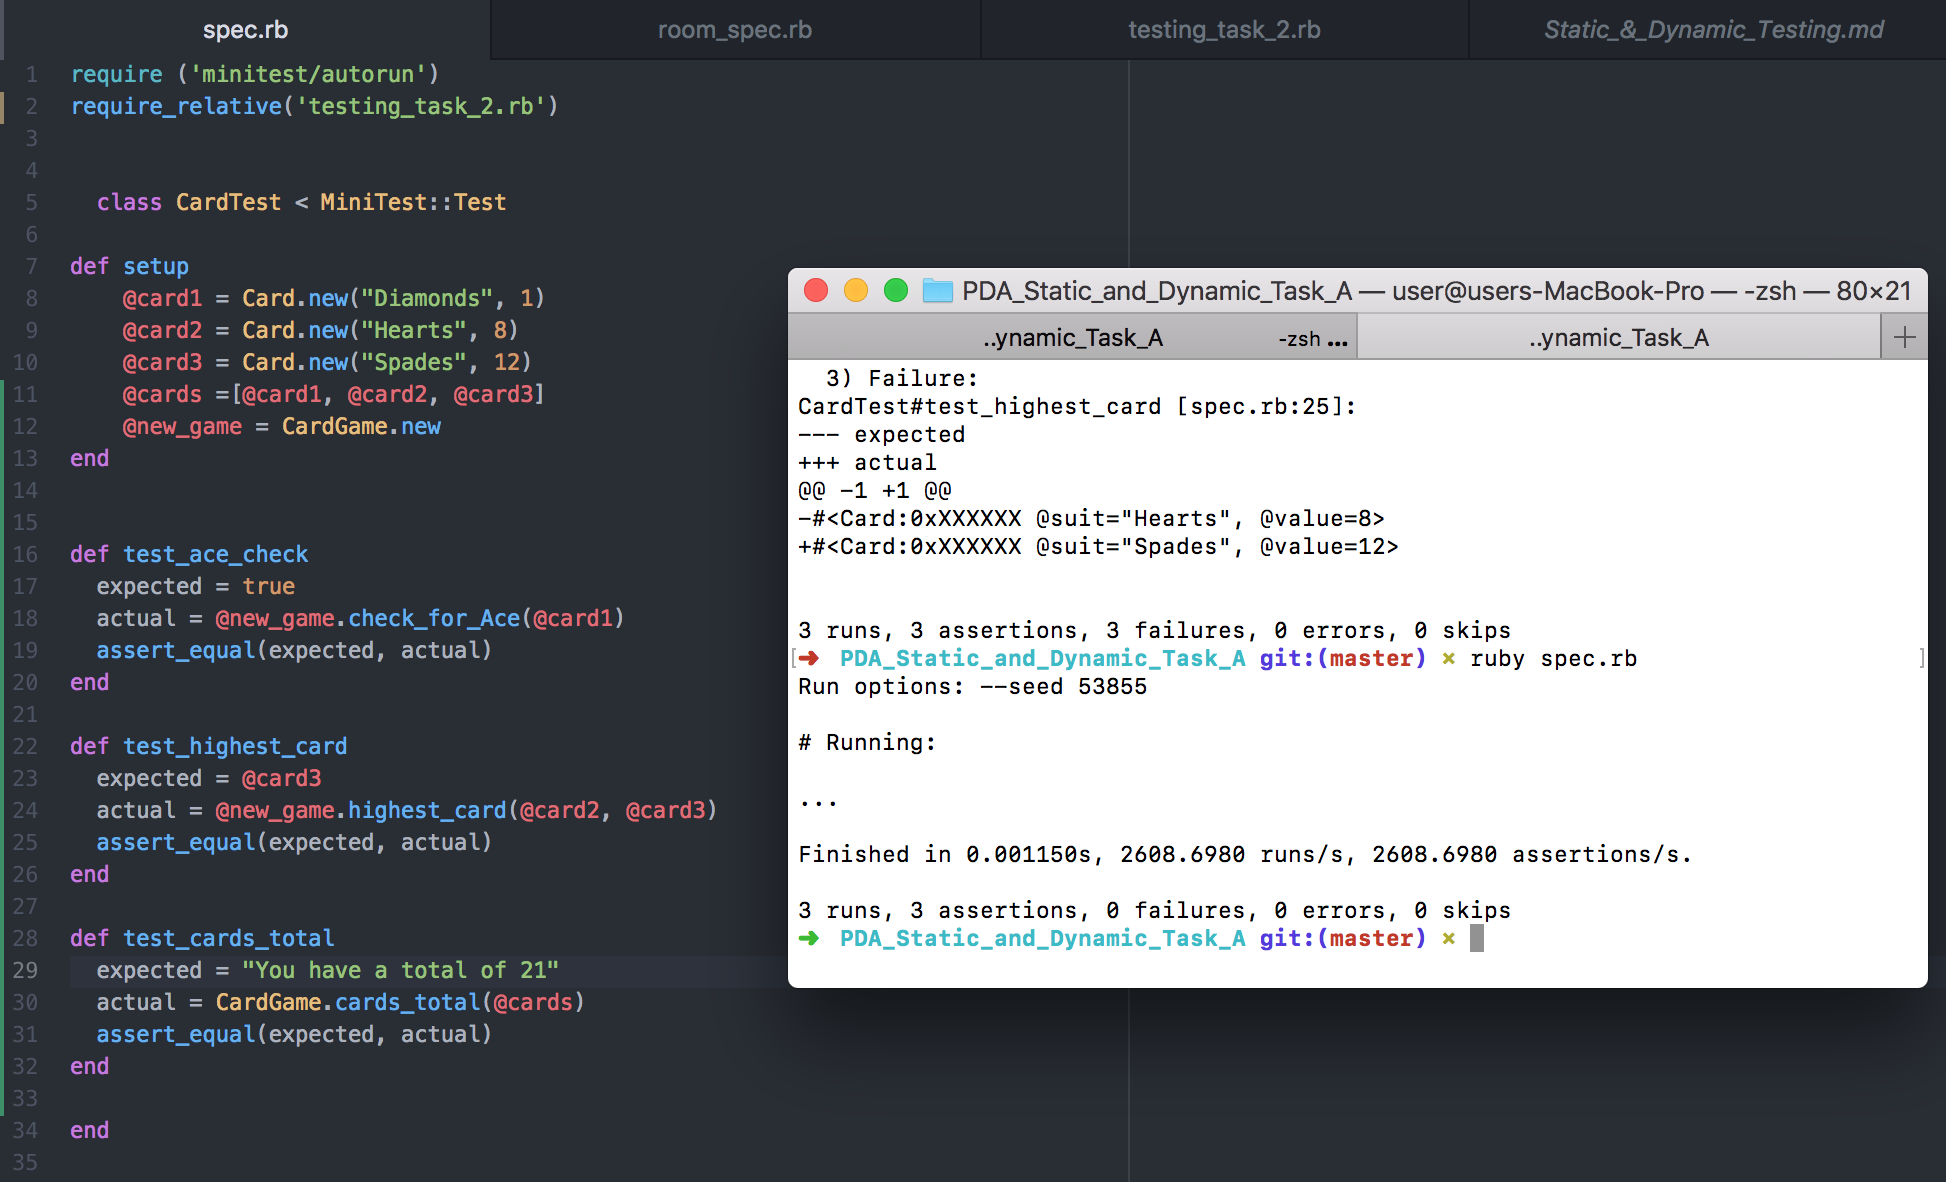 spec.rb room_spec.rb testing_task_2.rb Static_&_Dynamic_Testing.md
1 require ('minitest/autorun')
2 require_relative('testing_task_2.rb')
3
4
5 class CardTest < MiniTest::Test
6
7 def setup
8 @card1 = Card.new("Diamonds", 1)
9 @card2 = Card.new("Hearts", 8)
10 @card3 = Card.new("Spades", 12)
11 @cards =[@card1, @card2, @card3]
12 @new_game = CardGame.new
13 end
14
15
16 def test_ace_check
17 expected = true
18 actual = @new_game.check_for_Ace(@card1)
19 assert_equal(expected, actual)
20 end
21
22 def test_highest_card
23 expected = @card3
24 actual = @new_game.highest_card(@card2, @card3)
25 assert_equal(expected, actual)
26 end
27
28 def test_cards_total
29 expected = "You have a total of 21"
30 actual = CardGame.cards_total(@cards)
31 assert_equal(expected, actual)
32 end
33
34 end
35
PDA_Static_and_Dynamic_Task_A — user@users-MacBook-Pro — -zsh — 80×21
..ynamic_Task_A -zsh ... ..ynamic_Task_A +
3) Failure:
CardTest#test_highest_card [spec.rb:25]:
--- expected
+++ actual
@@ -1 +1 @@
-#<Card:0xXXXXXX @suit="Hearts", @value=8>
+#<Card:0xXXXXXX @suit="Spades", @value=12>
3 runs, 3 assertions, 3 failures, 0 errors, 0 skips
[➜ PDA_Static_and_Dynamic_Task_A git:(master) × ruby spec.rb ]
Run options: --seed 53855
# Running:
...
Finished in 0.001150s, 2608.6980 runs/s, 2608.6980 assertions/s.
3 runs, 3 assertions, 0 failures, 0 errors, 0 skips
➜ PDA_Static_and_Dynamic_Task_A git:(master) ×